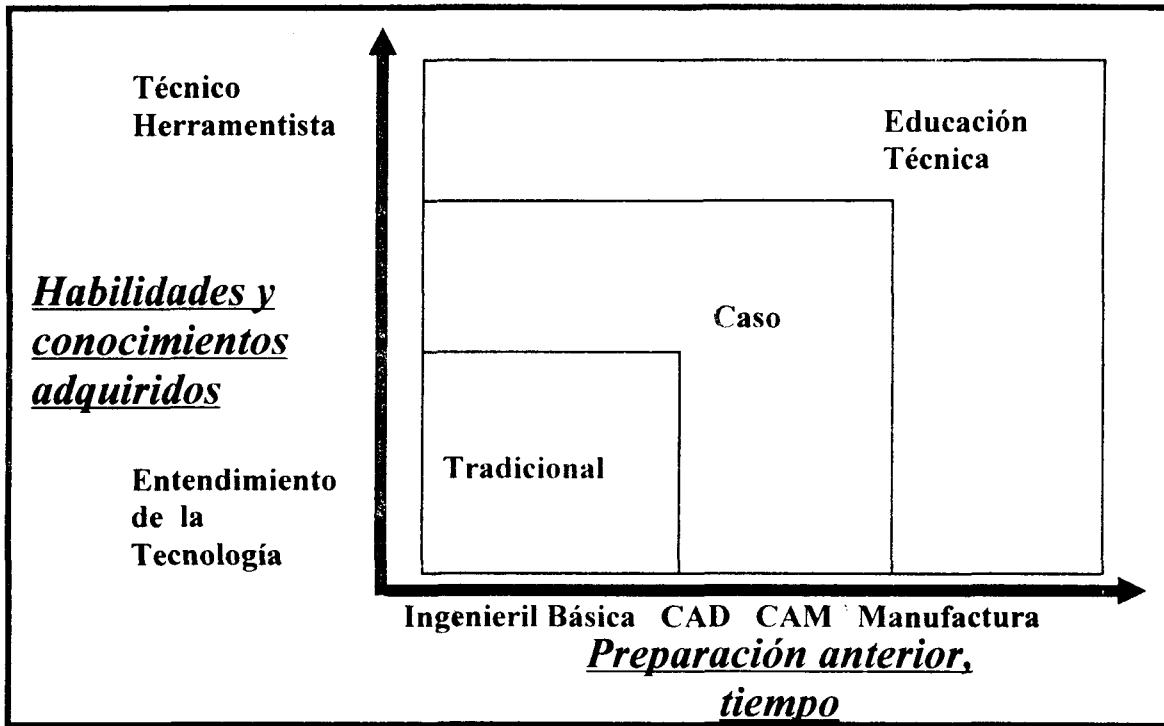 Técnico
Herramentista
Educación
Técnica
Habilidades y
conocimientos
adquiridos
Caso
Tradicional
Entendimiento
de la
Tecnología
Ingenieril Básica CAD CAM Manufactura
Preparación anterior,
tiempo